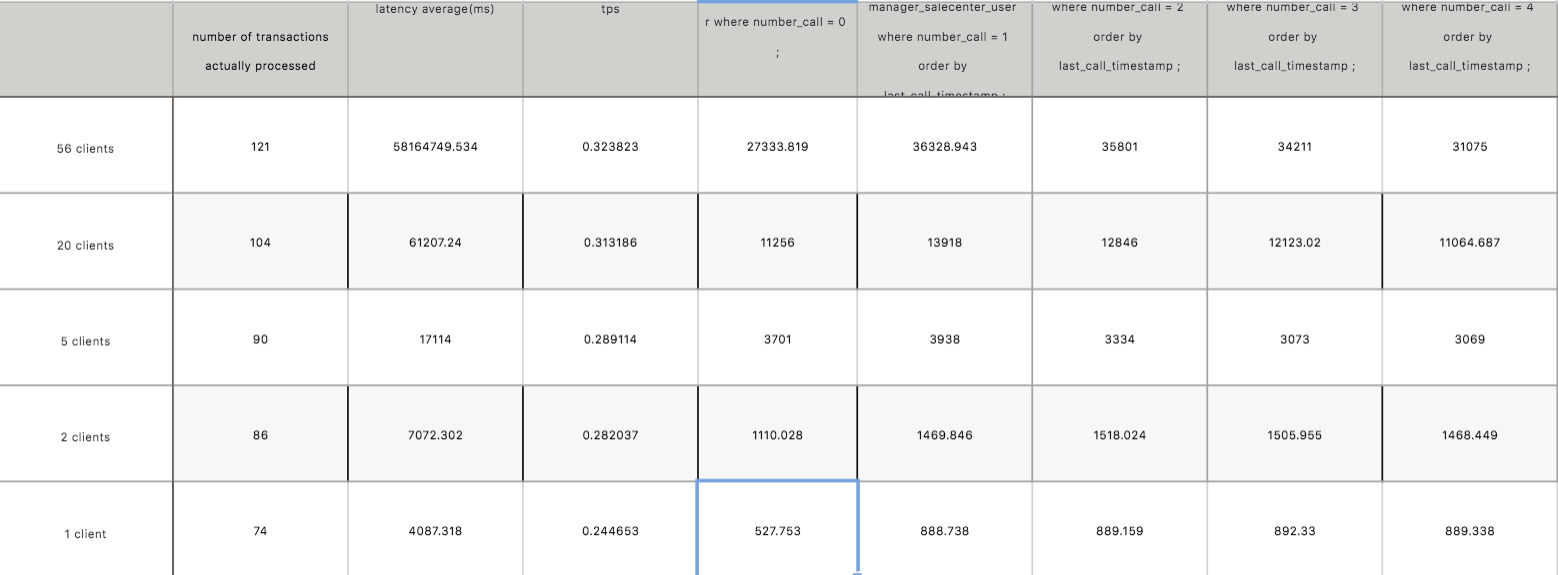 number of transactions
actually processed
latency average(ms)
tps
r where number_call = 0
;
manager_salecenter_user
where number_call = 1
order by
last_call_timestamp ;
where number_call = 2
order by
last_call_timestamp ;
where number_call = 3
order by
last_call_timestamp ;
where number_call = 4
order by
last_call_timestamp ;
56 clients 121 58164749.534 0.323823 27333.819 36328.943 35801 34211 31075
20 clients 104 61207.24 0.313186 11256 13918 12846 12123.02 11064.687
5 clients 90 17114 0.289114 3701 3938 3334 3073 3069
2 clients 86 7072.302 0.282037 1110.028 1469.846 1518.024 1505.955 1468.449
1 client 74 4087.318 0.244653 527.753 888.738 889.159 892.33 889.338